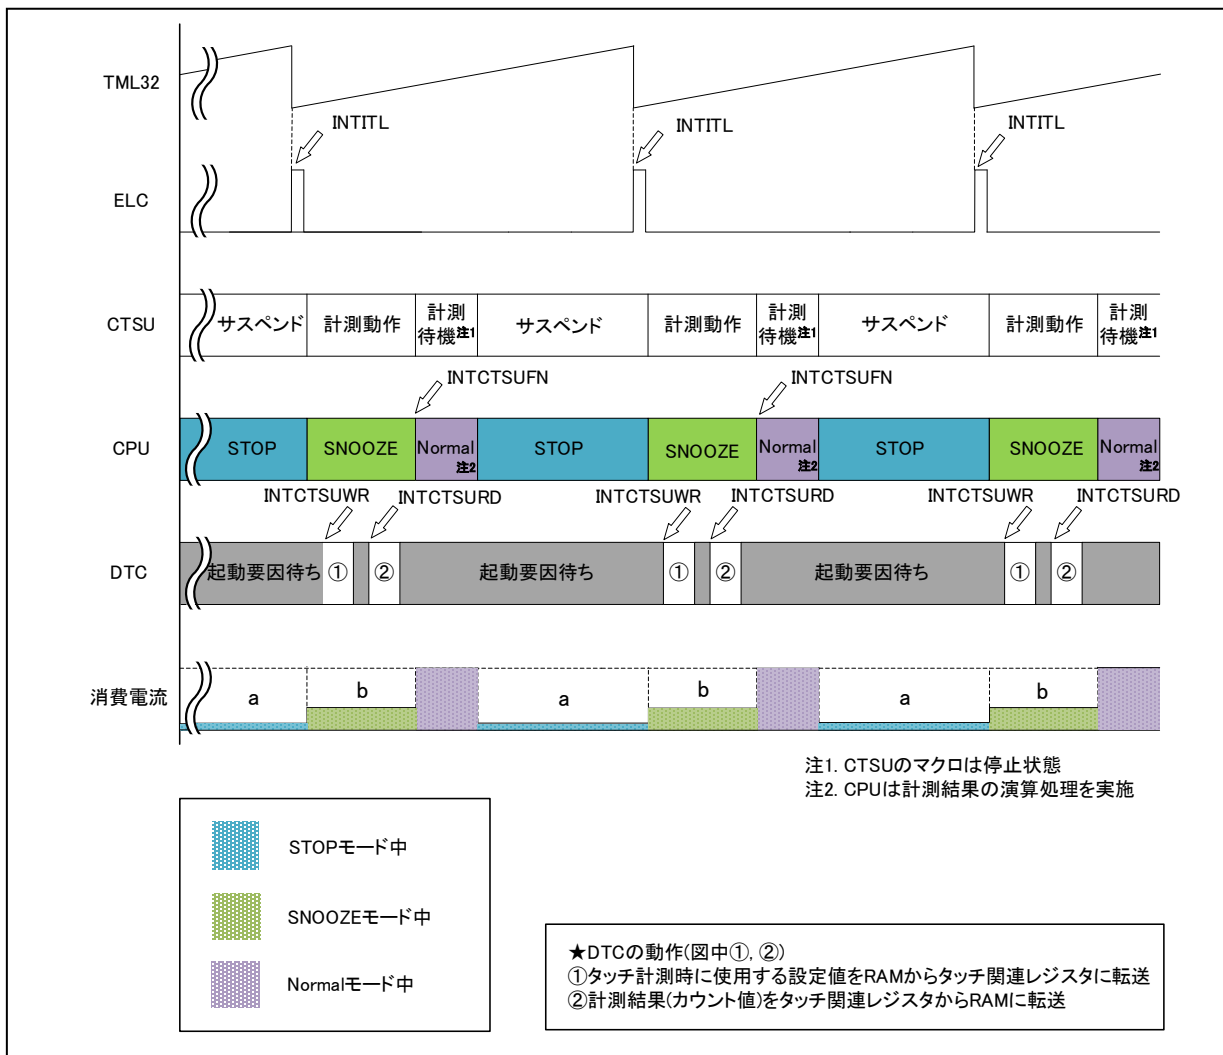 TML32
INTITL
INTITL
INTITL
ELC
CTSU
サスペンド
計測動作
計測
待機注1
サスペンド
計測動作
計測
待機注1
サスペンド
計測動作
計測
待機注1
INTCTSUFN
INTCTSUFN
CPU
STOP
SNOOZE
Normal
注2
STOP
SNOOZE
Normal
注2
STOP
SNOOZE
Normal
注2
INTCTSUWR
INTCTSURD
INTCTSUWR
INTCTSURD
INTCTSUWR
INTCTSURD
DTC
起動要因待ち
①
②
起動要因待ち
①
②
起動要因待ち
①
②
消費電流
a
b
a
b
a
b
注1. CTSUのマクロは停止状態
注2. CPUは計測結果の演算処理を実施
STOPモード中
SNOOZEモード中
Normalモード中
★DTCの動作(図中①, ②)
①タッチ計測時に使用する設定値をRAMからタッチ関連レジスタに転送
②計測結果(カウント値)をタッチ関連レジスタからRAMに転送